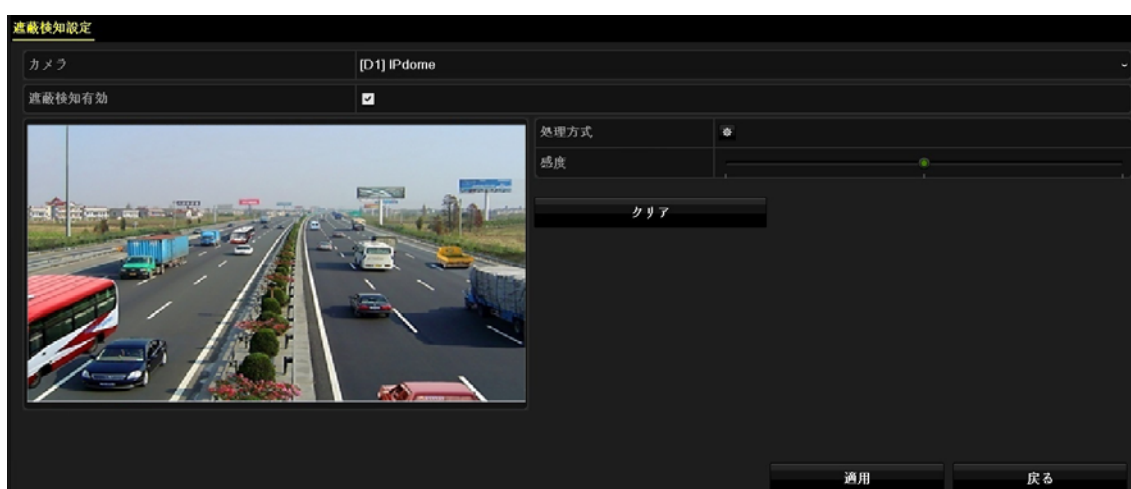 遮蔽検知設定
カメラ [D1] IPdome
遮蔽検知有効
処理方式
感度
クリア
適用 戻る